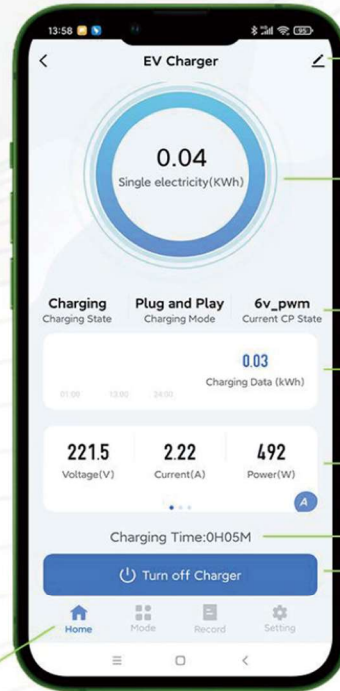 13:58 95
EV Charger
0.04
Single electricity(KWh)
Charging Plug and Play 6v_pwm
Charging State Charging Mode Current CP State
0.03
Charging Data (kWh)
01:00 13:00 24:00
221.5 2.22 492
Voltage(V) Current(A) Power(W)
A
Charging Time:0H05M
Turn off Charger
Home Mode Record Setting